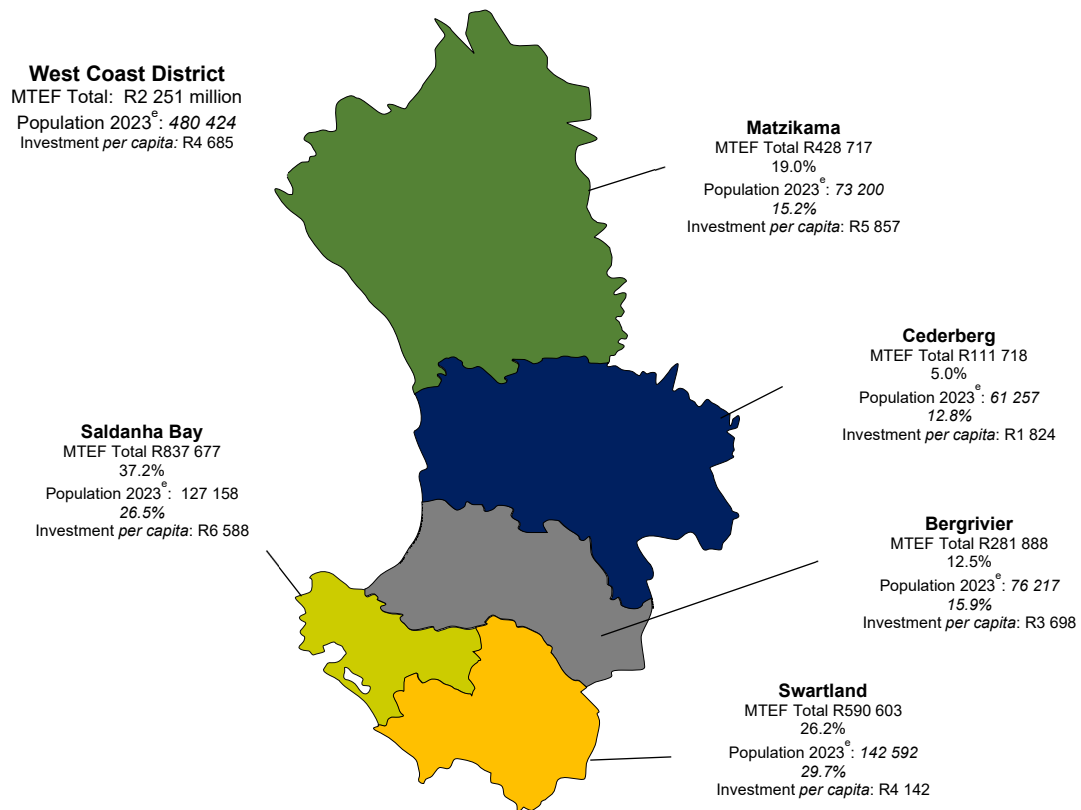 West Coast District
MTEF Total: R2 251 million
Population 2023e: 480 424
Investment per capita: R4 685
Matzikama
MTEF Total R428 717
19.0%
Population 2023e: 73 200
15.2%
Investment per capita: R5 857
Cederberg
MTEF Total R111 718
5.0%
Population 2023e: 61 257
12.8%
Investment per capita: R1 824
Saldanha Bay
MTEF Total R837 677
37.2%
Population 2023e: 127 158
26.5%
Investment per capita: R6 588
Bergrivier
MTEF Total R281 888
12.5%
Population 2023e: 76 217
15.9%
Investment per capita: R3 698
Swartland
MTEF Total R590 603
26.2%
Population 2023e: 142 592
29.7%
Investment per capita: R4 142